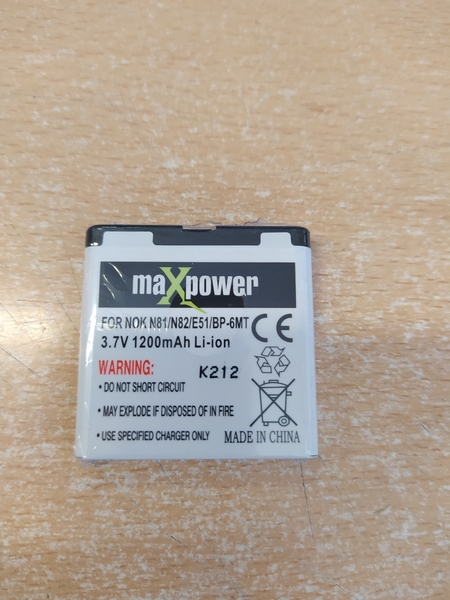 maXpower
FOR NOK N81/N82/E51/BP-6MT
3.7V 1200mAh Li-ion
CE
WARNING:
K212
• DO NOT SHORT CIRCUIT
• MAY EXPLODE IF DISPOSED OF IN FIRE
• USE SPECIFIED CHARGER ONLY
MADE IN CHINA